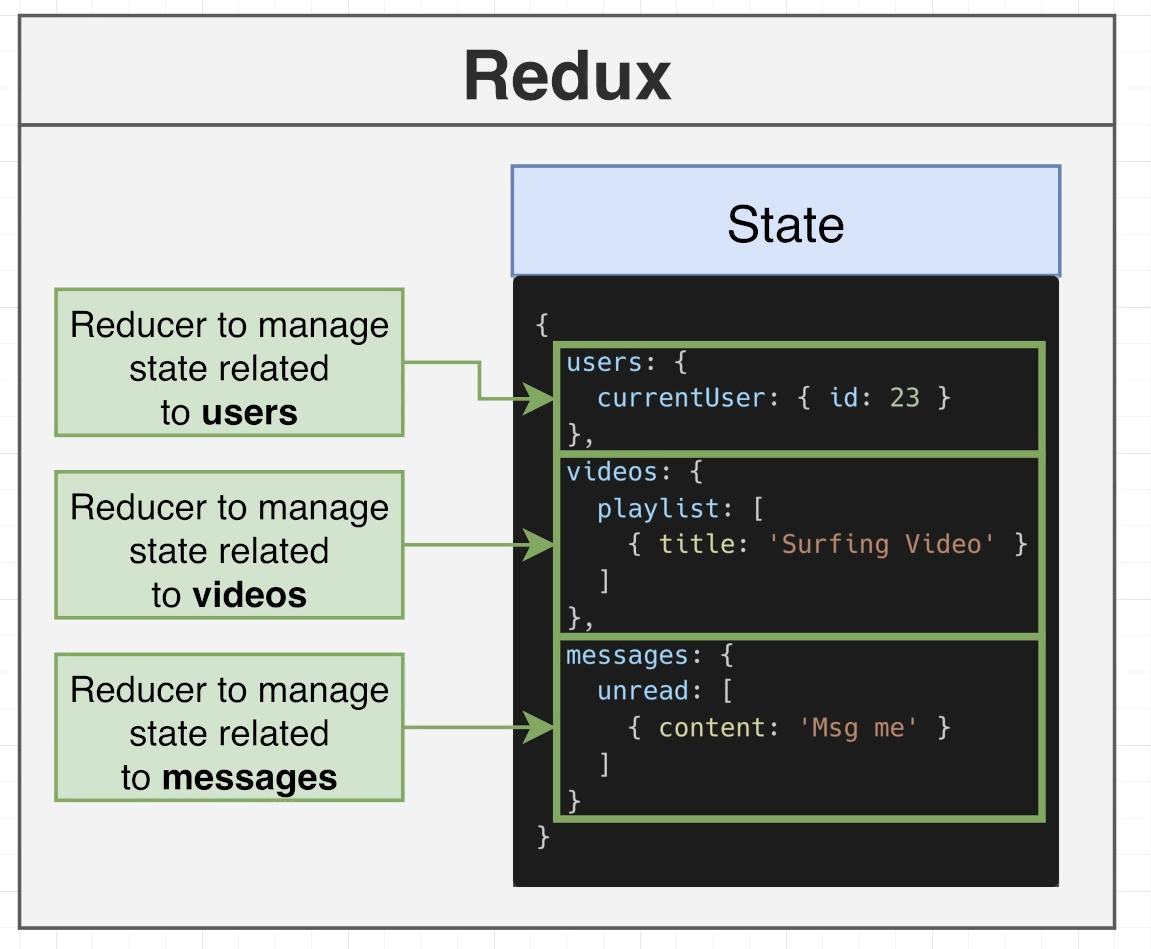 Redux
State
Reducer to manage
state related
to users
Reducer to manage
state related
to videos
Reducer to manage
state related
to messages
{
users: {
currentUser: { id: 23 }
},
videos: {
playlist: [
{ title: 'Surfing Video' }
]
},
messages: {
unread: [
{ content: 'Msg me' }
]
}
}